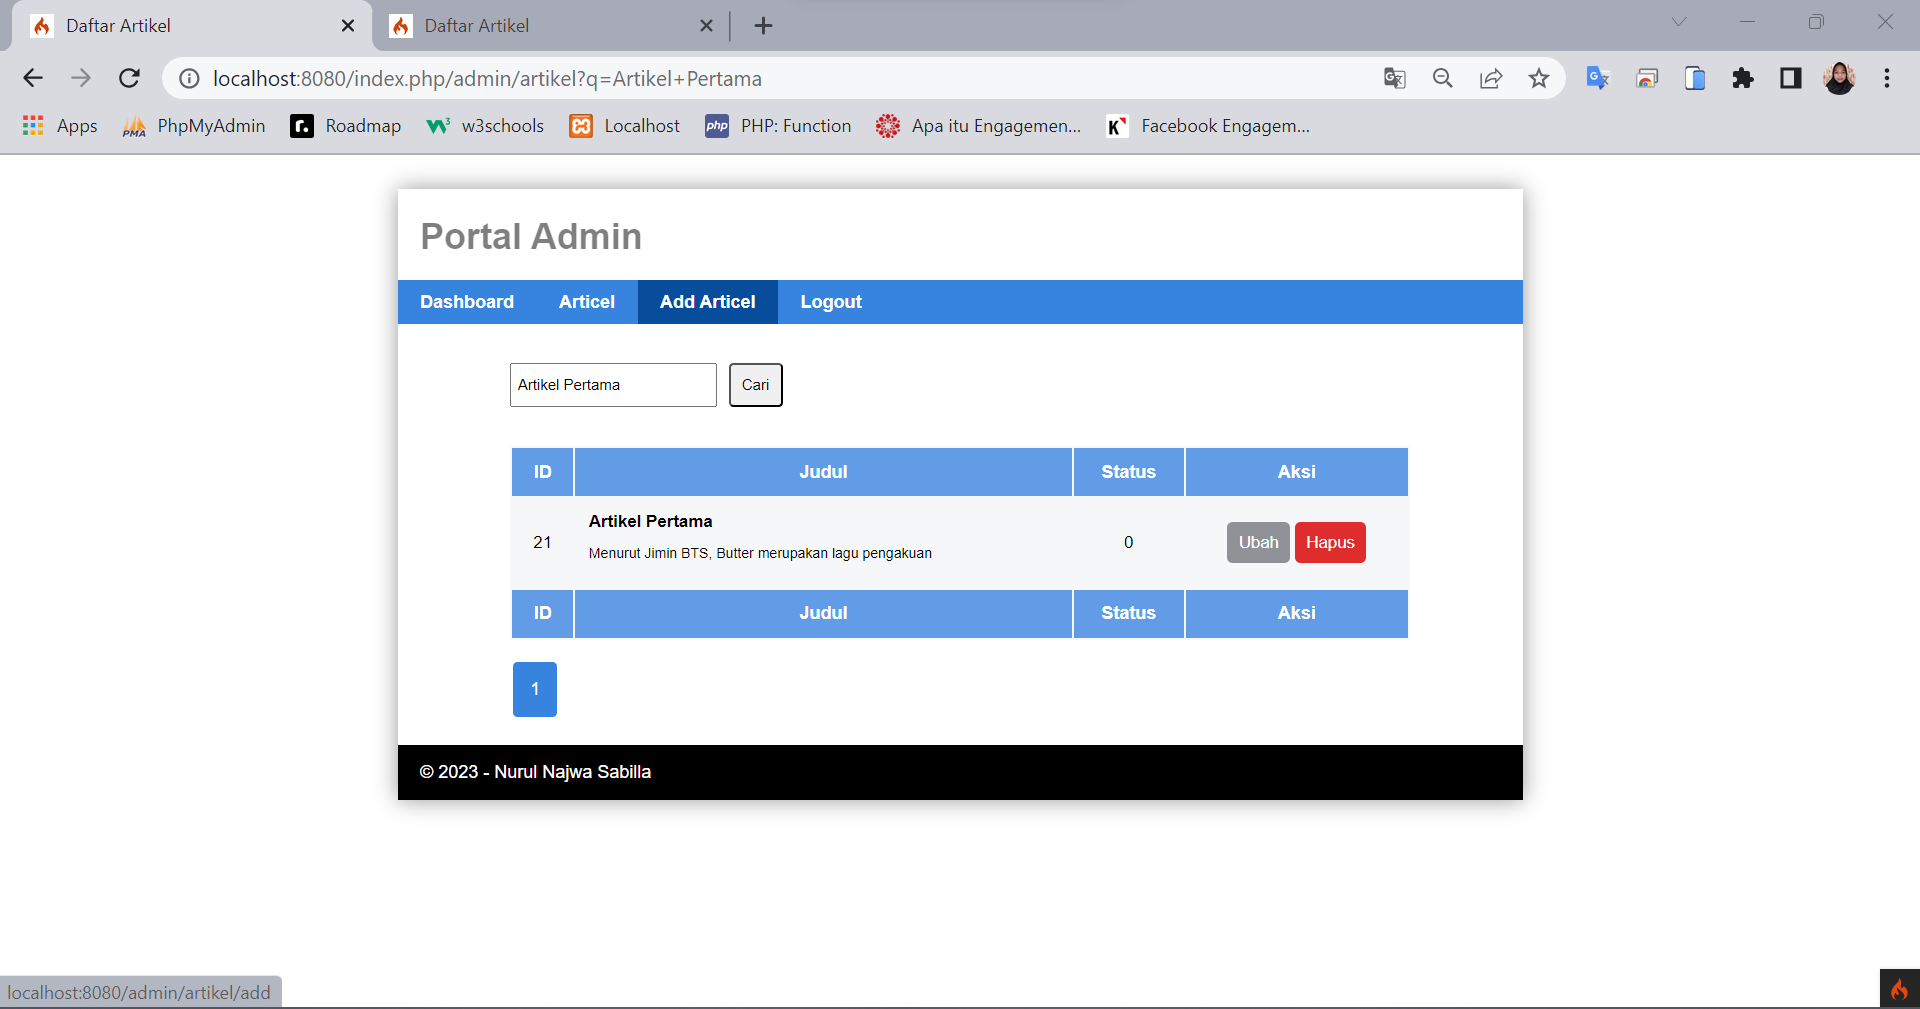 Daftar Artikel
Daftar Artikel
localhost:8080/index.php/admin/artikel?q=Artikel+Pertama
Apps
PMA
PhpMyAdmin
r.
Roadmap
W3
w3schools
Localhost
php
PHP: Function
Apa itu Engagemen...
K
Facebook Engagem...
Portal Admin
Dashboard Articel Add Articel Logout
Artikel Pertama Cari
ID Judul Status Aksi
Artikel Pertama
21 0 Ubah Hapus
Menurut Jimin BTS, Butter merupakan lagu pengakuan
ID Judul Status Aksi
1
© 2023 - Nurul Najwa Sabilla
localhost:8080/admin/artikel/add